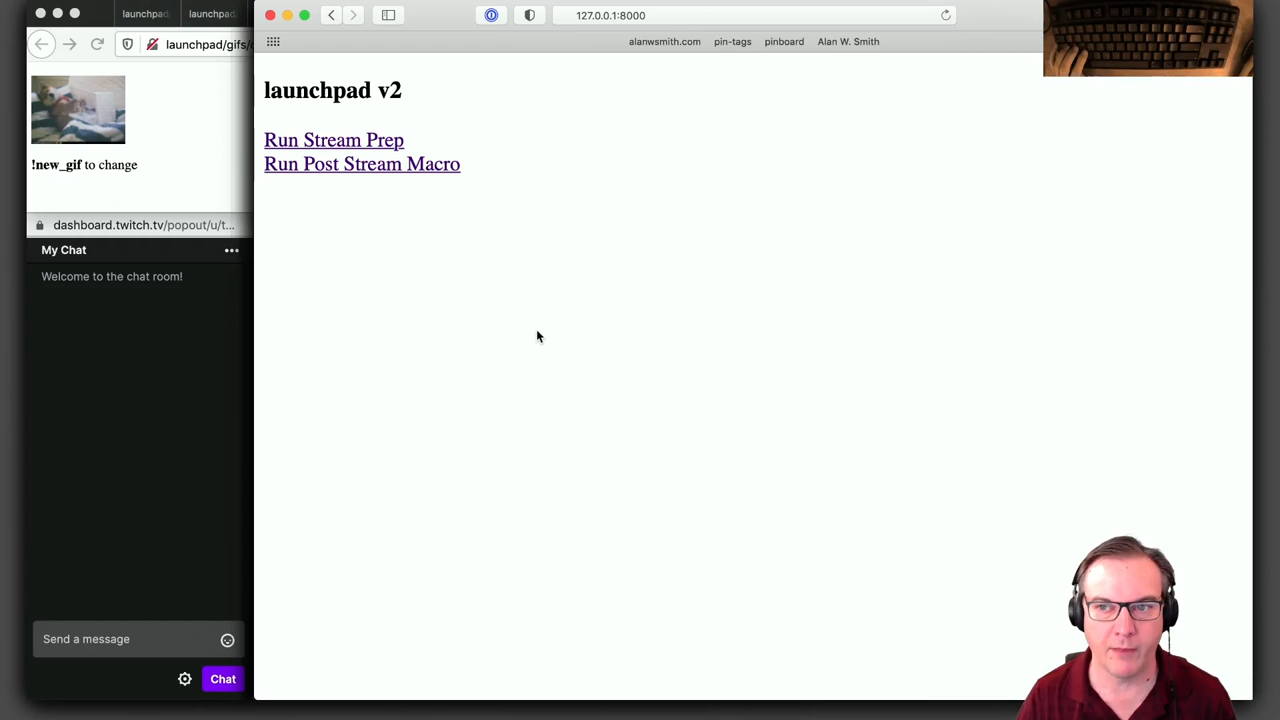 launchpad
launchpad
launchpad/gifs/
!new_gif to change
dashboard.twitch.tv/popout/u/t...
My Chat
Welcome to the chat room!
Send a message
Chat
127.0.0.1:8000
alanwsmith.com pin-tags pinboard Alan W. Smith
launchpad v2
Run Stream Prep
Run Post Stream Macro